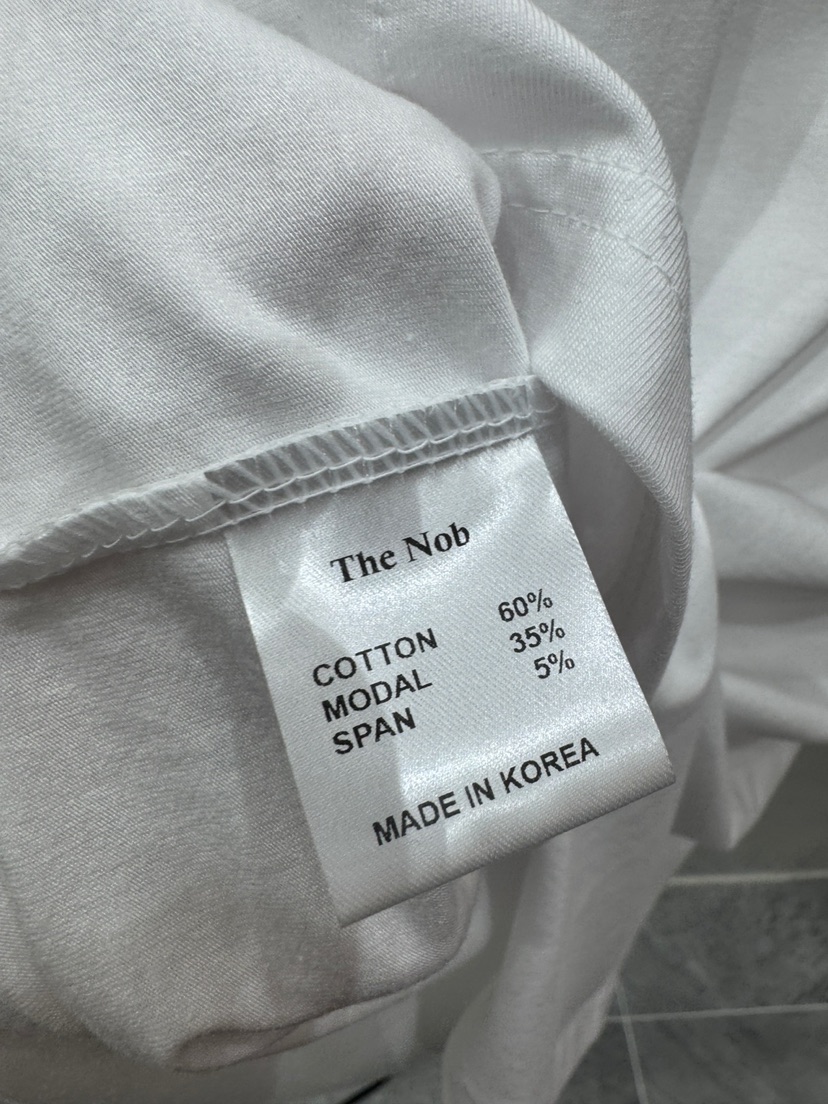 The Nob
COTTON 60%
MODAL 35%
SPAN 5%
MADE IN KOREA